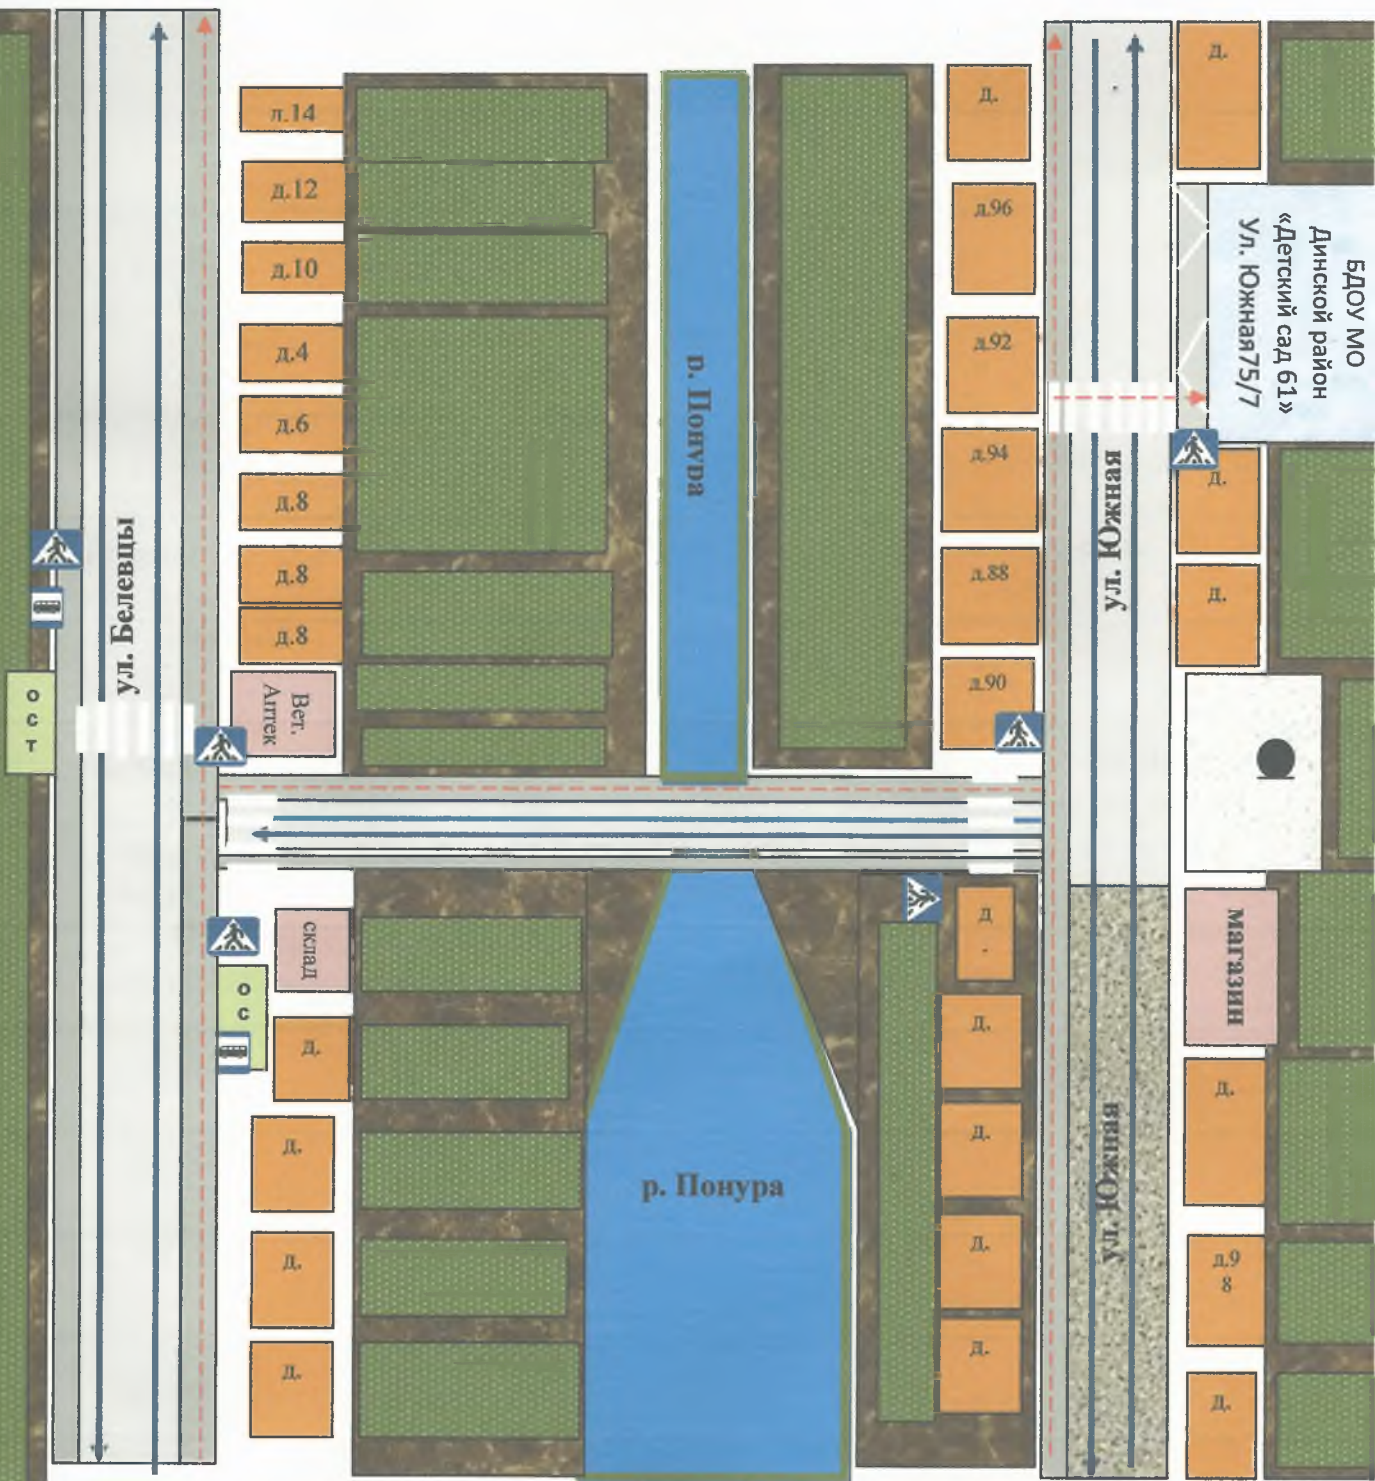 БДОУ МО
Динской район
«Детский сад 61»
Ул. Южная75/7
ул. Белевцы
о
с
т
л.14
д.12
д.10
д.4
д.6
д.8
д.8
д.8
Вет.
Аптек
склад
о
с
Д.
Д.
Д.
Д.
р. Понура
р. Понура
Д.
д.96
д.92
д.94
д.88
д.90
Д
.
Д.
Д.
Д.
Д.
ул. Южная
ул. Южная
Д.
Д.
Д.
магазин
Д.
д.9
8
Д.